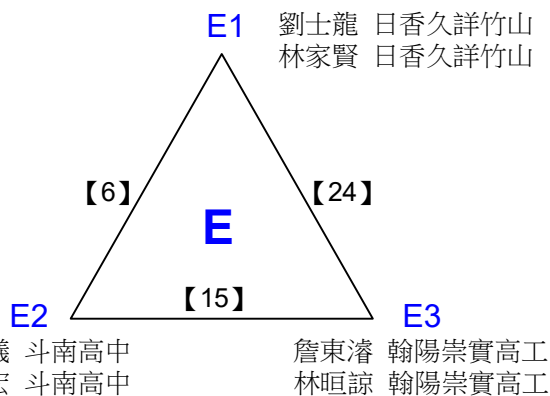 E1
劉士龍 日香久詳竹山
林家賢 日香久詳竹山
【6】
【24】
E
【15】
E2
E3
斗南高中
斗南高中
詹東濬 翰陽崇實高工
林晅諒 翰陽崇實高工